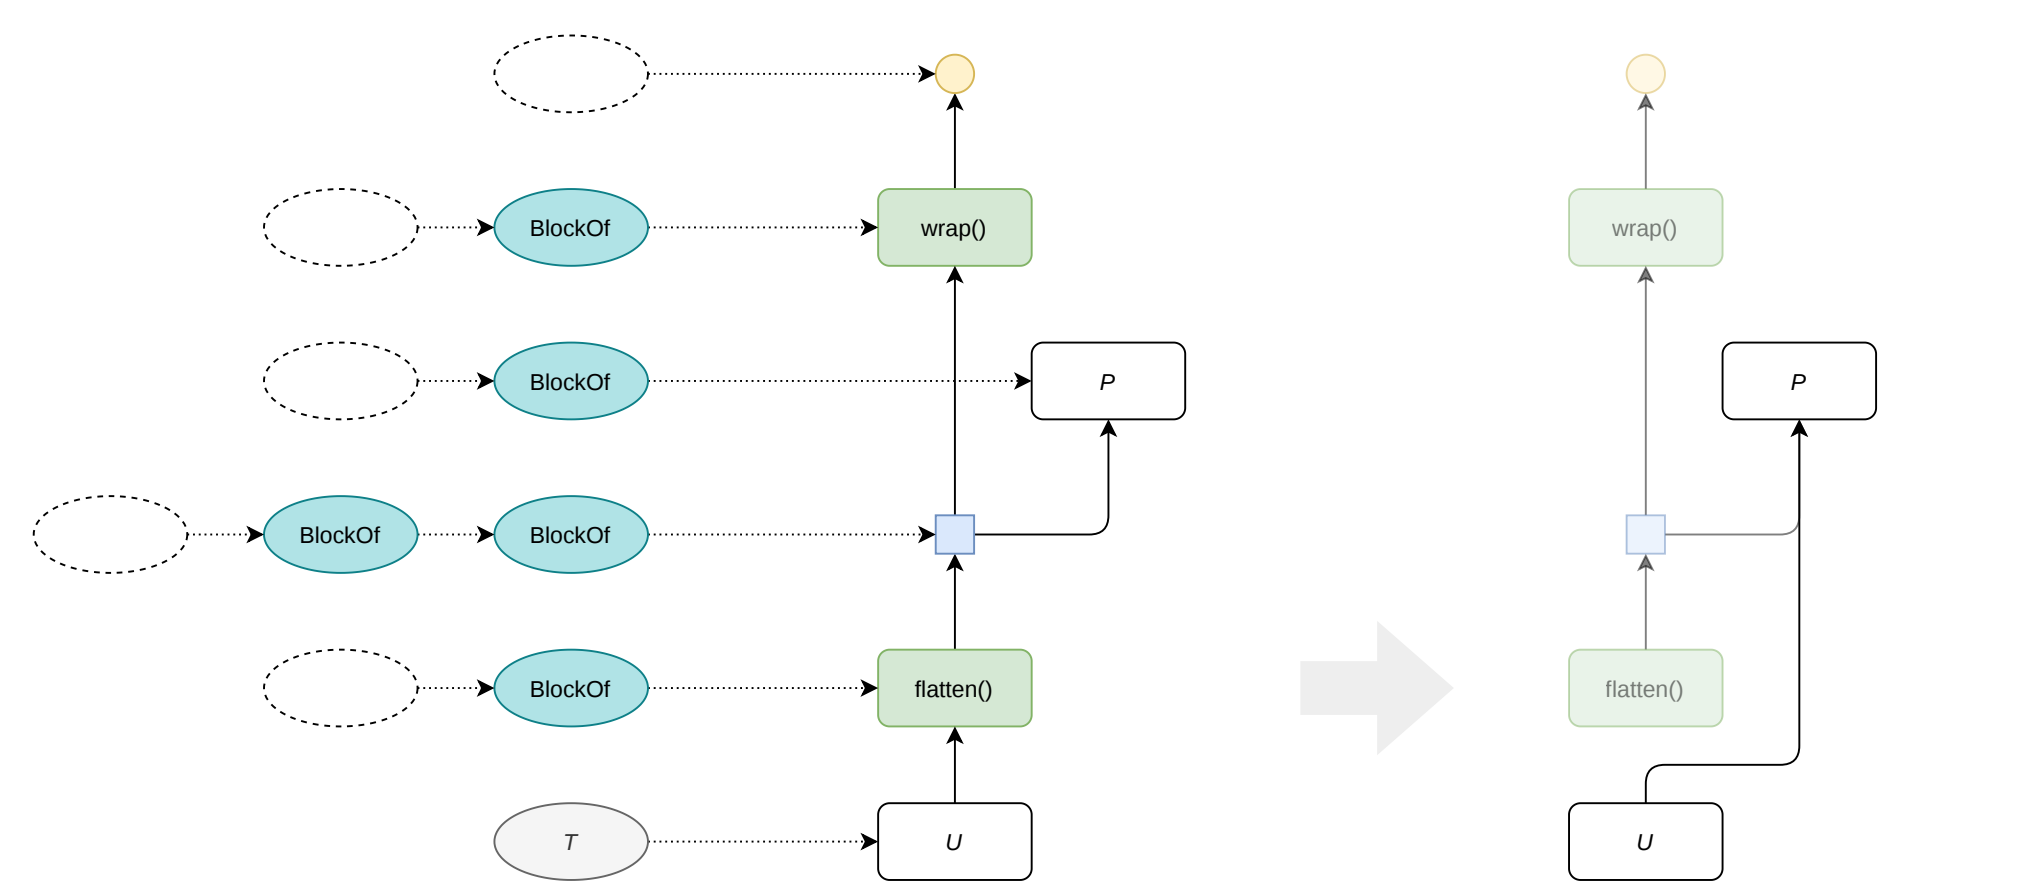 BlockOf
wrap()
wrap()
BlockOf
P
P
BlockOf
BlockOf
BlockOf
flatten()
flatten()
T
U
U